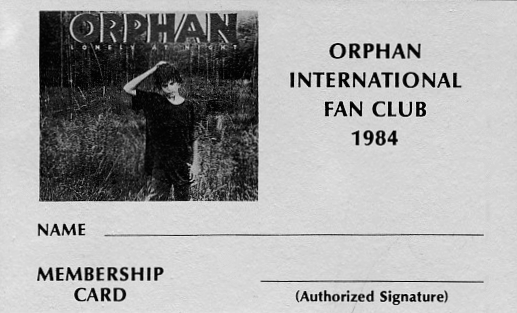 ORPHAN
LONELY AT NIGHT
ORPHAN
INTERNATIONAL
FAN CLUB
1984
NAME
MEMBERSHIP
CARD
(Authorized Signature)